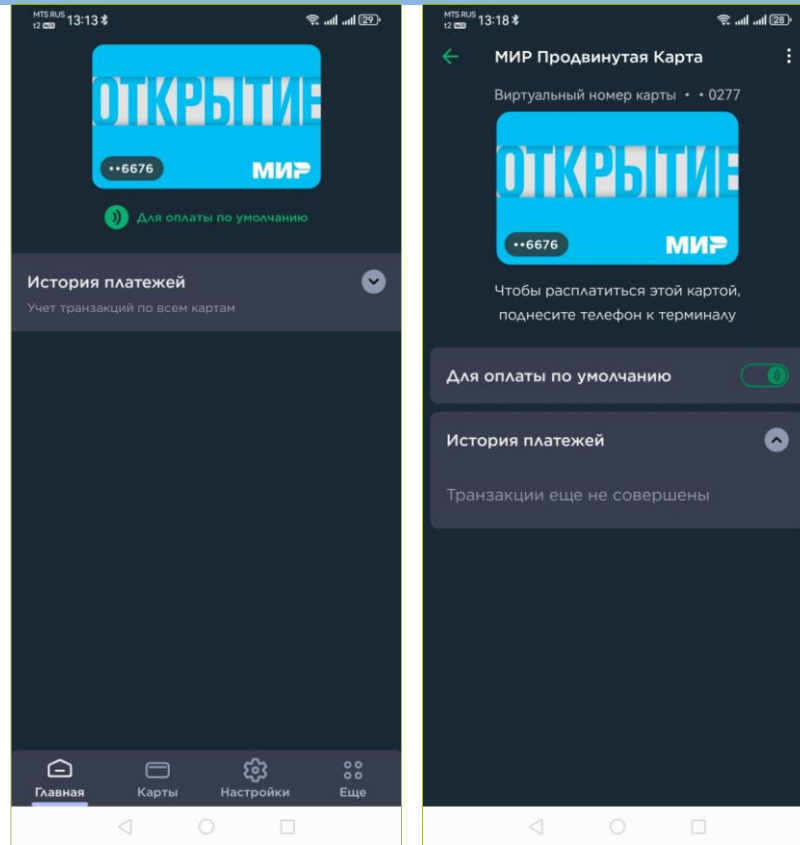 MTS RUS
t2
13:13
29
ОТКРЫТИЕ
••6676
МИР
Для оплаты по умолчанию
История платежей
Учет транзакций по всем картам
Главная
Карты
Настройки
Еще
MTS RUS
t2
13:18
28
МИР Продвинутая Карта
Виртуальный номер карты • • 0277
ОТКРЫТИЕ
••6676
МИР
Чтобы расплатиться этой картой,
поднесите телефон к терминалу
Для оплаты по умолчанию
История платежей
Транзакции еще не совершены